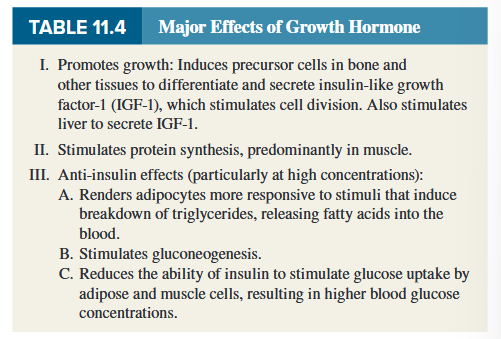 TABLE 11.4 Major Effects of Growth Hormone
I. Promotes growth: Induces precursor cells in bone and
other tissues to differentiate and secrete insulin-like growth
factor-1 (IGF-1), which stimulates cell division. Also stimulates
liver to secrete IGF-1.
II. Stimulates protein synthesis, predominantly in muscle.
III. Anti-insulin effects (particularly at high concentrations):
A. Renders adipocytes more responsive to stimuli that induce
breakdown of triglycerides, releasing fatty acids into the
blood.
B. Stimulates gluconeogenesis.
C. Reduces the ability of insulin to stimulate glucose uptake by
adipose and muscle cells, resulting in higher blood glucose
concentrations.